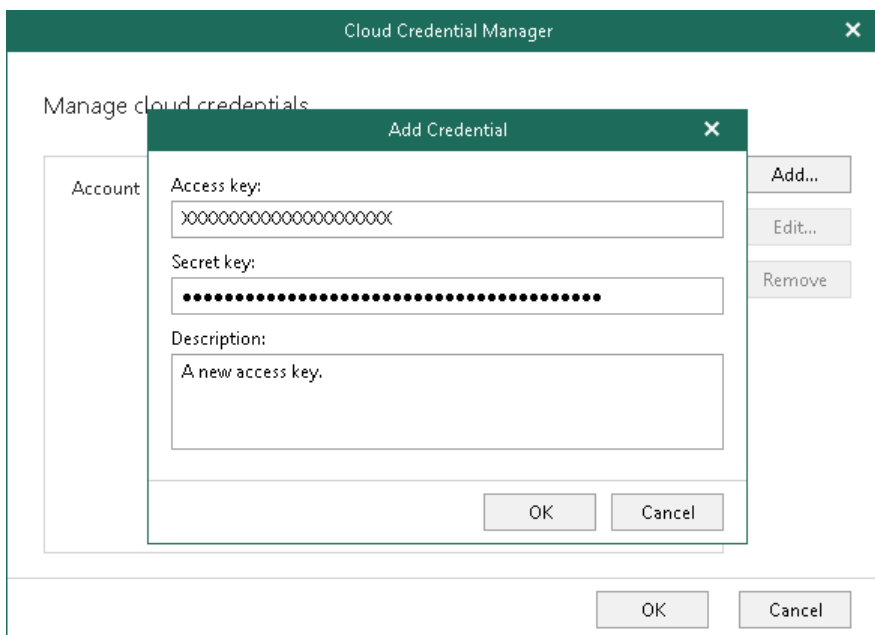 Cloud Credential Manager
Manage cloud credentials
Add Credential
Account
Access key:
XXXXXXXXXXXXXXXXXXXX
Secret key:
●●●●●●●●●●●●●●●●●●●●●●●●●●●●●●●●●●●●●●●●
Description:
A new access key.
OK Cancel
Add...
Edit...
Remove
OK Cancel